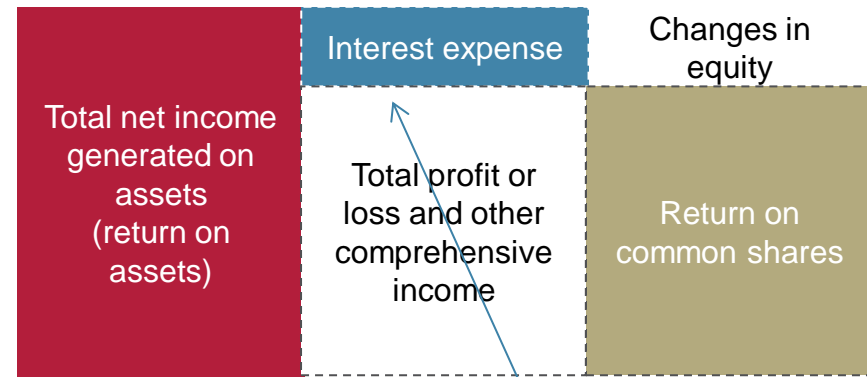 Total net income
generated on
assets
(return on
assets)
Interest expense
Total profit or
loss and other
comprehensive
income
Changes in
equity
Return on
common shares